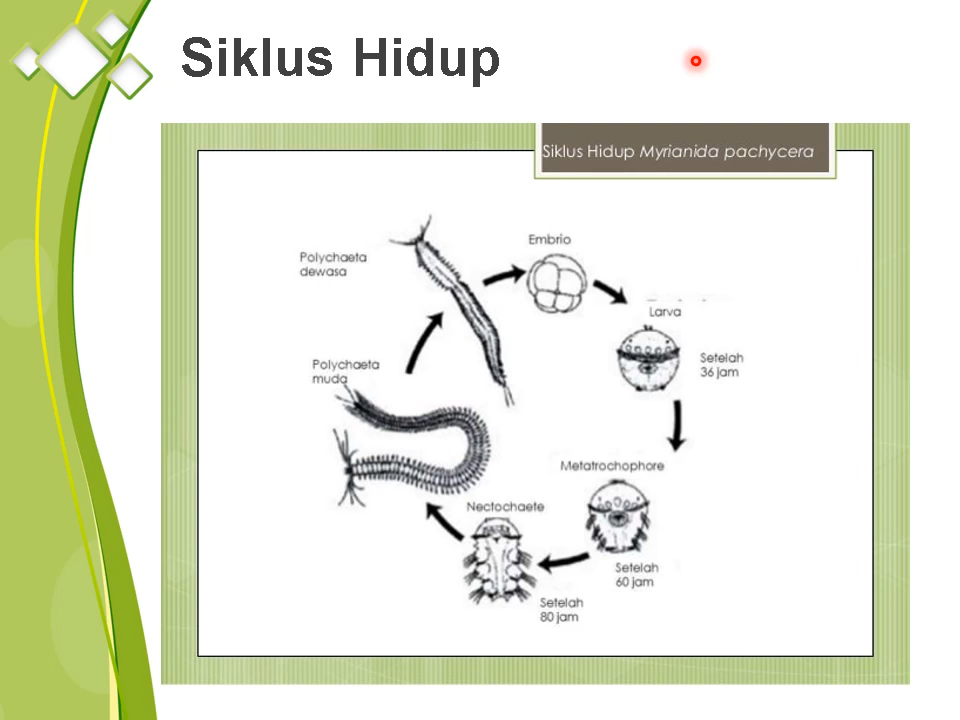 Siklus Hidup
Siklus Hidup Myrianida pachycera
Embrio
Polychaeta
dewasa
Larva
Setelah
36 jam
Polychaeta
muda
Metatrochophore
Nectochaete
Setelah
60 jam
Setelah
80 jam